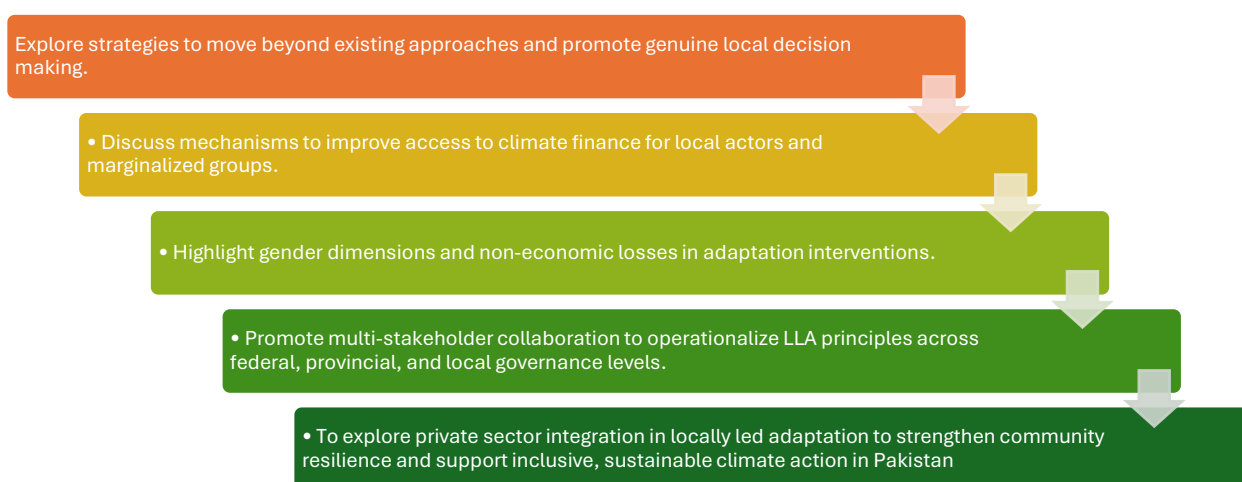 Explore strategies to move beyond existing approaches and promote genuine local decision
making.
• Discuss mechanisms to improve access to climate finance for local actors and
marginalized groups.
• Highlight gender dimensions and non-economic losses in adaptation interventions.
• Promote multi-stakeholder collaboration to operationalize LLA principles across
federal, provincial, and local governance levels.
• To explore private sector integration in locally led adaptation to strengthen community
resilience and support inclusive, sustainable climate action in Pakistan